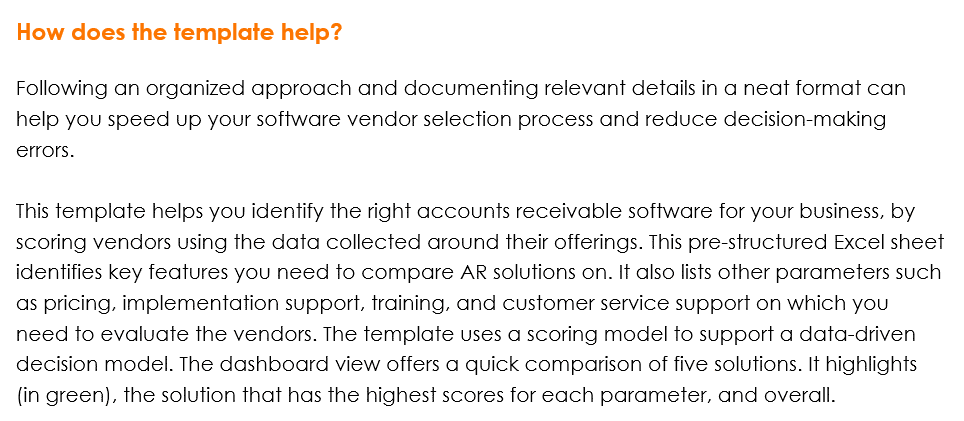 How does the template help?
Following an organized approach and documenting relevant details in a neat format can
help you speed up your software vendor selection process and reduce decision-making
errors.
This template helps you identify the right accounts receivable software for your business, by
scoring vendors using the data collected around their offerings. This pre-structured Excel sheet
identifies key features you need to compare AR solutions on. It also lists other parameters such
as pricing, implementation support, training, and customer service support on which you
need to evaluate the vendors. The template uses a scoring model to support a data-driven
decision model. The dashboard view offers a quick comparison of five solutions. It highlights
(in green), the solution that has the highest scores for each parameter, and overall.